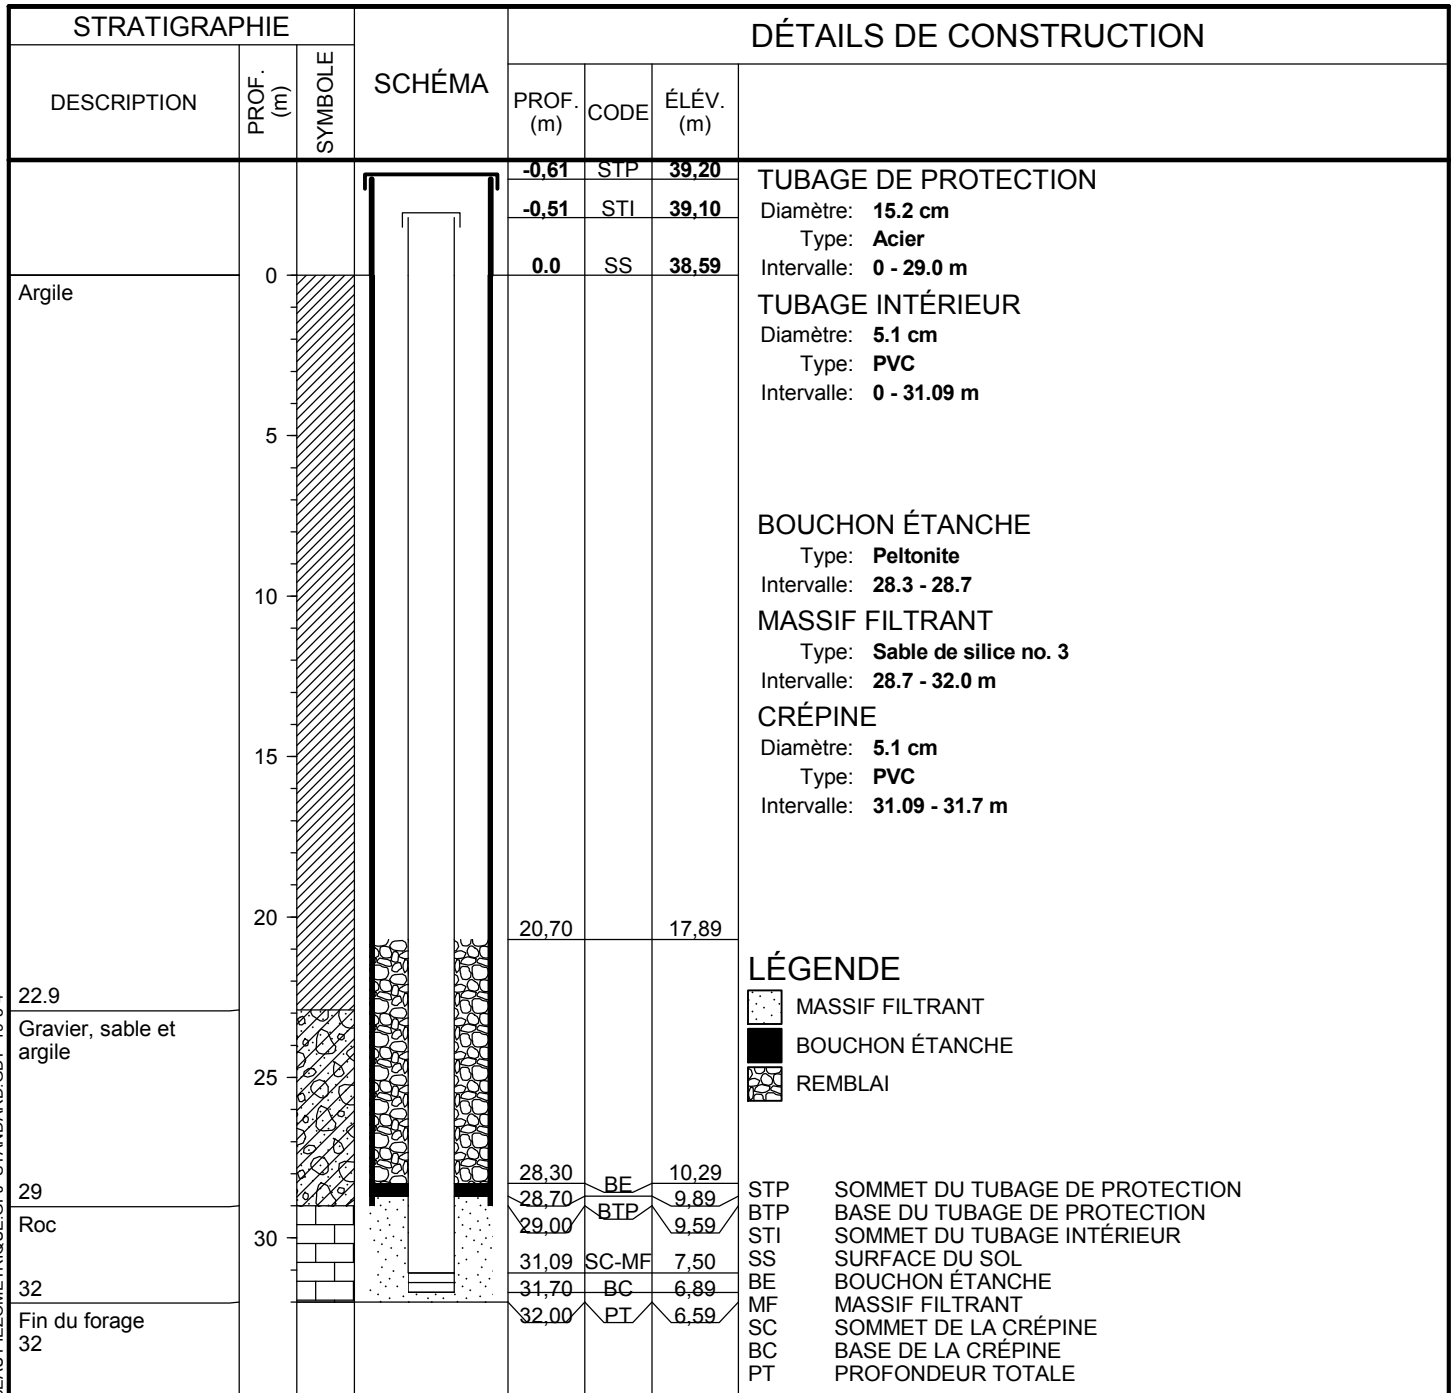 STRATIGRAPHIE
DESCRIPTION
PROF. (m)
SYMBOLE
SCHÉMA
DÉTAILS DE CONSTRUCTION
PROF. (m)
CODE
ÉLÉV. (m)
-0,61 STP 39,20
-0,51 STI 39,10
0.0 SS 38,59
TUBAGE DE PROTECTION
Diamètre: 15.2 cm
Type: Acier
Intervalle: 0 - 29.0 m
TUBAGE INTÉRIEUR
Diamètre: 5.1 cm
Type: PVC
Intervalle: 0 - 31.09 m
BOUCHON ÉTANCHE
Type: Peltonite
Intervalle: 28.3 - 28.7
MASSIF FILTRANT
Type: Sable de silice no. 3
Intervalle: 28.7 - 32.0 m
CRÉPINE
Diamètre: 5.1 cm
Type: PVC
Intervalle: 31.09 - 31.7 m
0
Argile
5
10
15
20
20,70 17,89
22.9
Gravier, sable et
argile
25
29
Roc
30
32
Fin du forage
32
28,30 BE 10,29
28,70 9,89
BTP
29,00 9,59
31,09 SC-MF 7,50
31,70 BC 6,89
32,00 PT 6,59
LÉGENDE
MASSIF FILTRANT
BOUCHON ÉTANCHE
REMBLAI
STP SOMMET DU TUBAGE DE PROTECTION
BTP BASE DU TUBAGE DE PROTECTION
STI SOMMET DU TUBAGE INTÉRIEUR
SS SURFACE DU SOL
BE BOUCHON ÉTANCHE
MF MASSIF FILTRANT
SC SOMMET DE LA CRÉPINE
BC BASE DE LA CRÉPINE
PT PROFONDEUR TOTALE